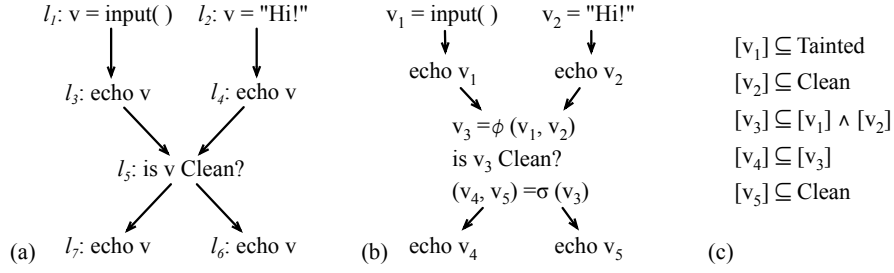 l1: v = input( )
l2: v = "Hi!"
l3: echo v
l4: echo v
l5: is v Clean?
l7: echo v
l6: echo v
(a)
v1 = input()
v2 = "Hi!"
echo v1
echo v2
v3 =ϕ (v1, v2)
is v3 Clean?
(v4, v5) =σ (v3)
echo v4
echo v5
(b)
[v1] ⊆ Tainted
[v2] ⊆ Clean
[v3] ⊆ [v1] ∧ [v2]
[v4] ⊆ [v3]
[v5] ⊆ Clean
(c)